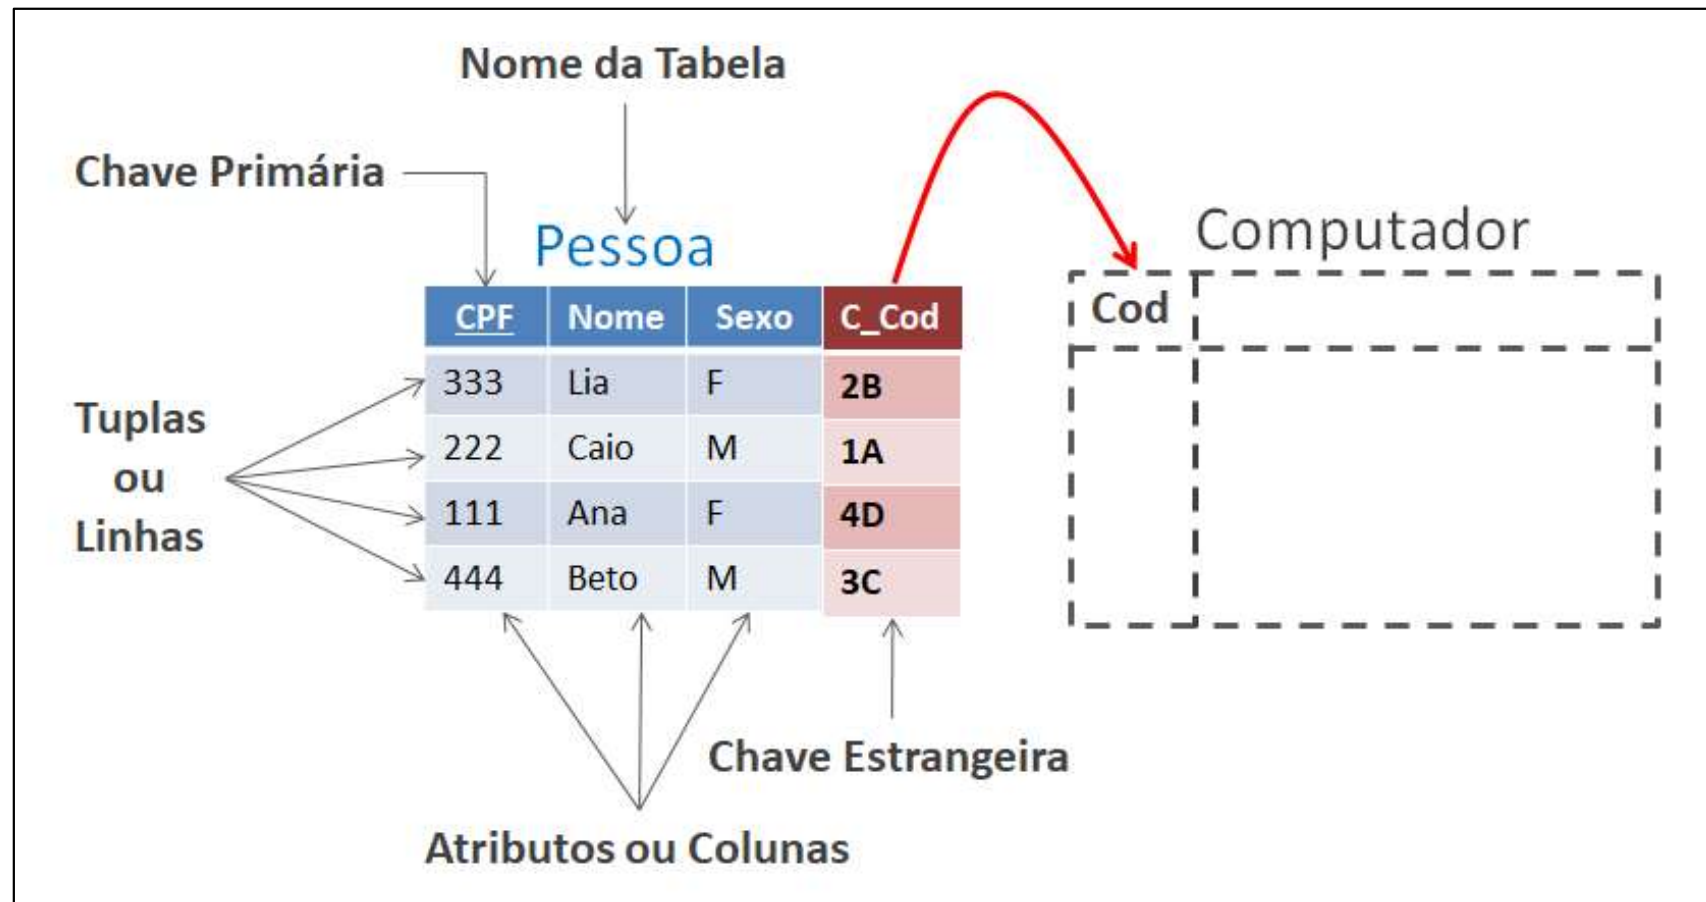 Nome da Tabela
Chave Primária
Pessoa
Computador
CPF Nome Sexo C_Cod
Cod
333 Lia F 2B
222 Caio M 1A
111 Ana F 4D
444 Beto M 3C
Tuplas
ou
Linhas
Chave Estrangeira
Atributos ou Colunas